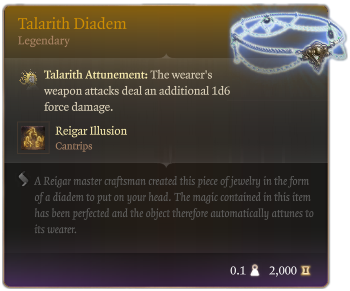 Talarith Diadem
Legendary
Talarith Attunement: The wearer's
weapon attacks deal an additional 1d6
force damage.
Reigar Illusion
Cantrips
A Reigar master craftsman created this piece of jewelry in the form
of a diadem to put on your head. The magic contained in this item
has been perfected and the object therefore automatically attunes to
its wearer.
0.1 2,000